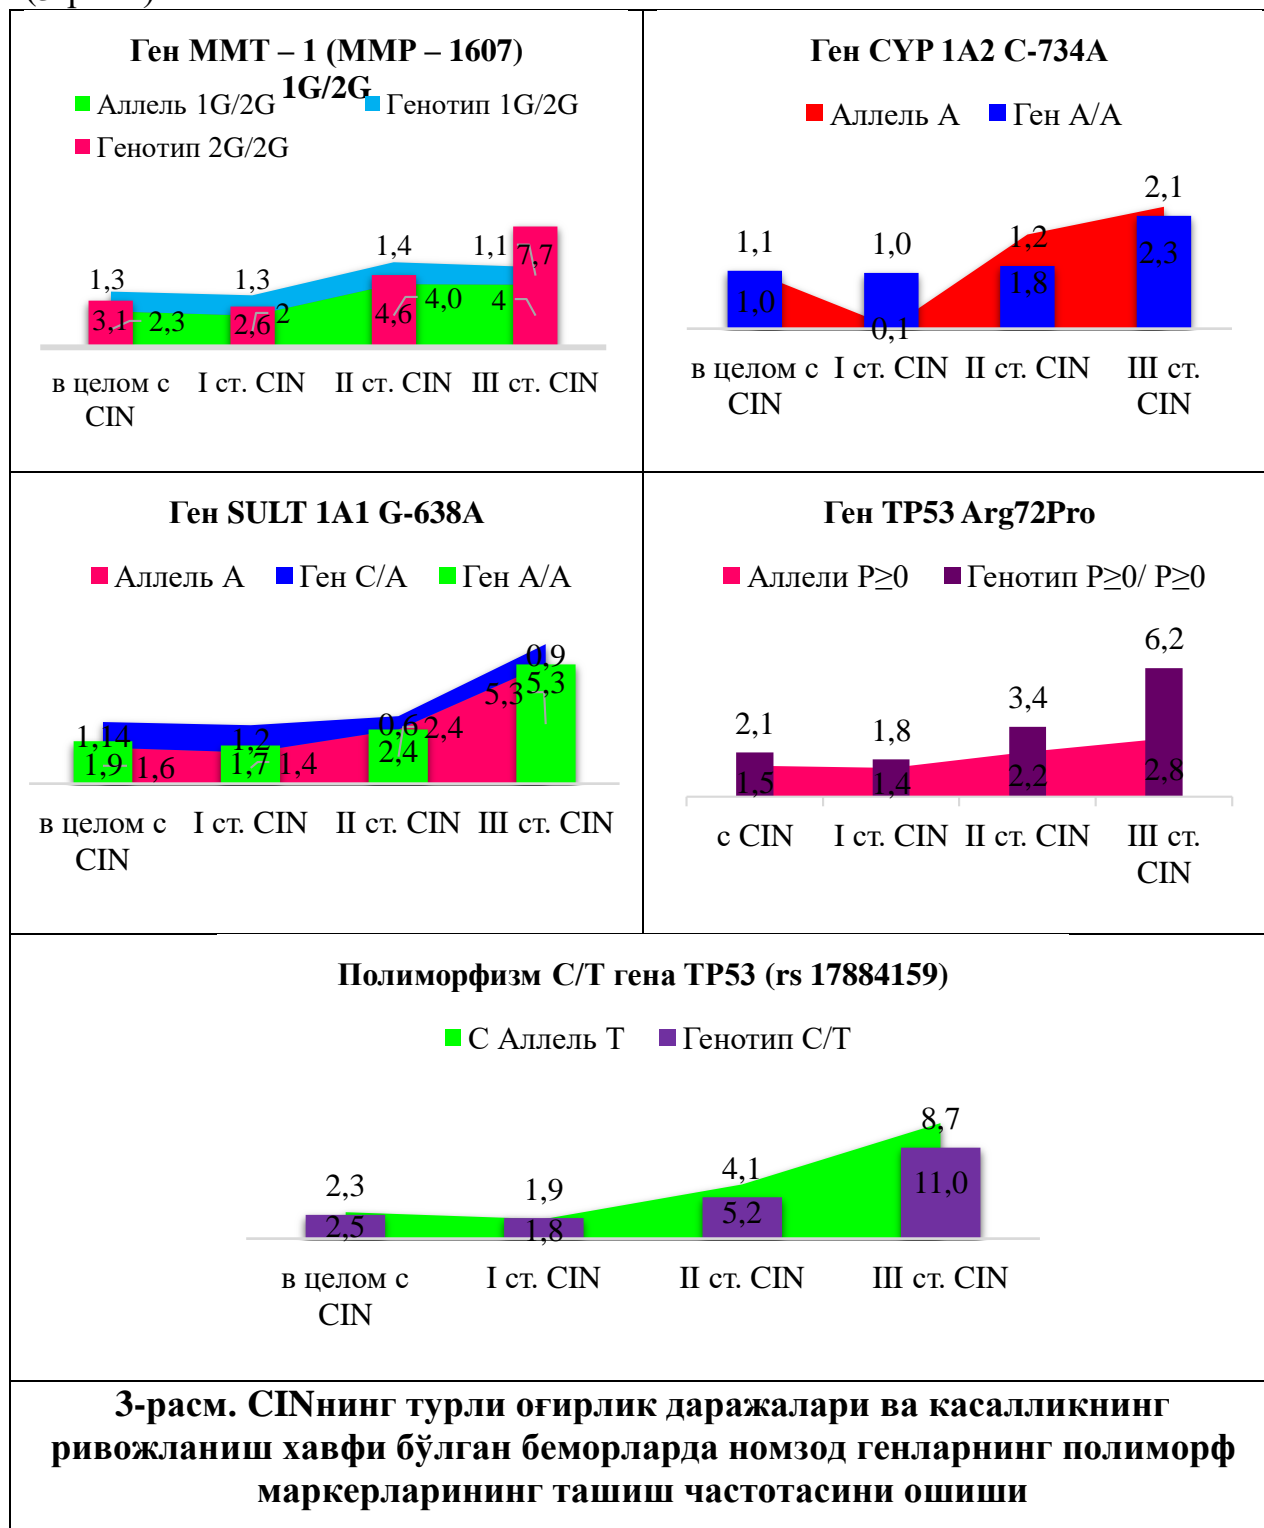 Ген ММТ – 1 (ММР – 1607)
1G/2G
Аллель 1G/2G Генотип 1G/2G
Генотип 2G/2G
1,3 1,3 1,4 1,1 7,7
3,1 2,3 2,6 2 4,6 4,0 4
в целом с CIN I ст. CIN II ст. CIN III ст. CIN
Ген CYP 1A2 C-734A
Аллель А Ген А/А
1,1 1,0 1,2 2,1
1,0 0,1 1,8 2,3
в целом с CIN I ст. CIN II ст. CIN III ст. CIN
Ген SULT 1A1 G-638A
Аллель А Ген С/А Ген А/А
1,14 1,2 0,6 0,9
1,9 1,6 1,7 1,4 2,4 2,4 5,3 5,3
в целом с CIN I ст. CIN II ст. CIN III ст. CIN
Ген TP53 Arg72Pro
Аллели P≥0 Генотип P≥0/ P≥0
2,1 1,8 3,4 6,2
1,5 1,4 2,2 2,8
с CIN I ст. CIN II ст. CIN III ст. CIN
Полиморфизм С/Т гена ТР53 (rs 17884159)
С Аллель Т Генотип С/Т
2,3 1,9 4,1 8,7
2,5 1,8 5,2 11,0
в целом с CIN I ст. CIN II ст. CIN III ст. CIN
3-расм. CINнинг турли оғирлик даражалари ва касалликнинг
ривожланиш хавфи бўлган беморларда номзод генларнинг полиморф
маркерларининг ташиш частотасини ошиши